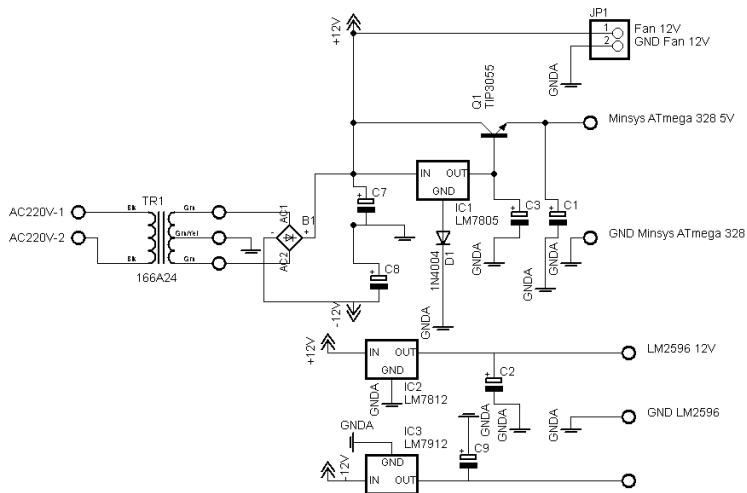 JP1
+12V
1 Fan 12V
2 GND Fan 12V
GNDA
Q1
TIP3055
Minsys ATmega 328 5V
IN OUT
GND
IC1
LM7805
C7
C3
C1
TR1
Blk
Grn
AC1
B1
AC220V-1
Grn/Yel
- +
AC220V-2
Blk
Grn
AC2
166A24
C8
-12V
1N4004
D1
GNDA
GNDA
GNDA
GND Minsys ATmega 328
+12V
IN OUT
GND
GNDA
IC2
LM7812
C2
GNDA
GNDA
LM2596 12V
GNDA
IC3
LM7912
GND
IN OUT
-12V
C9
GNDA
GNDA
GND LM2596